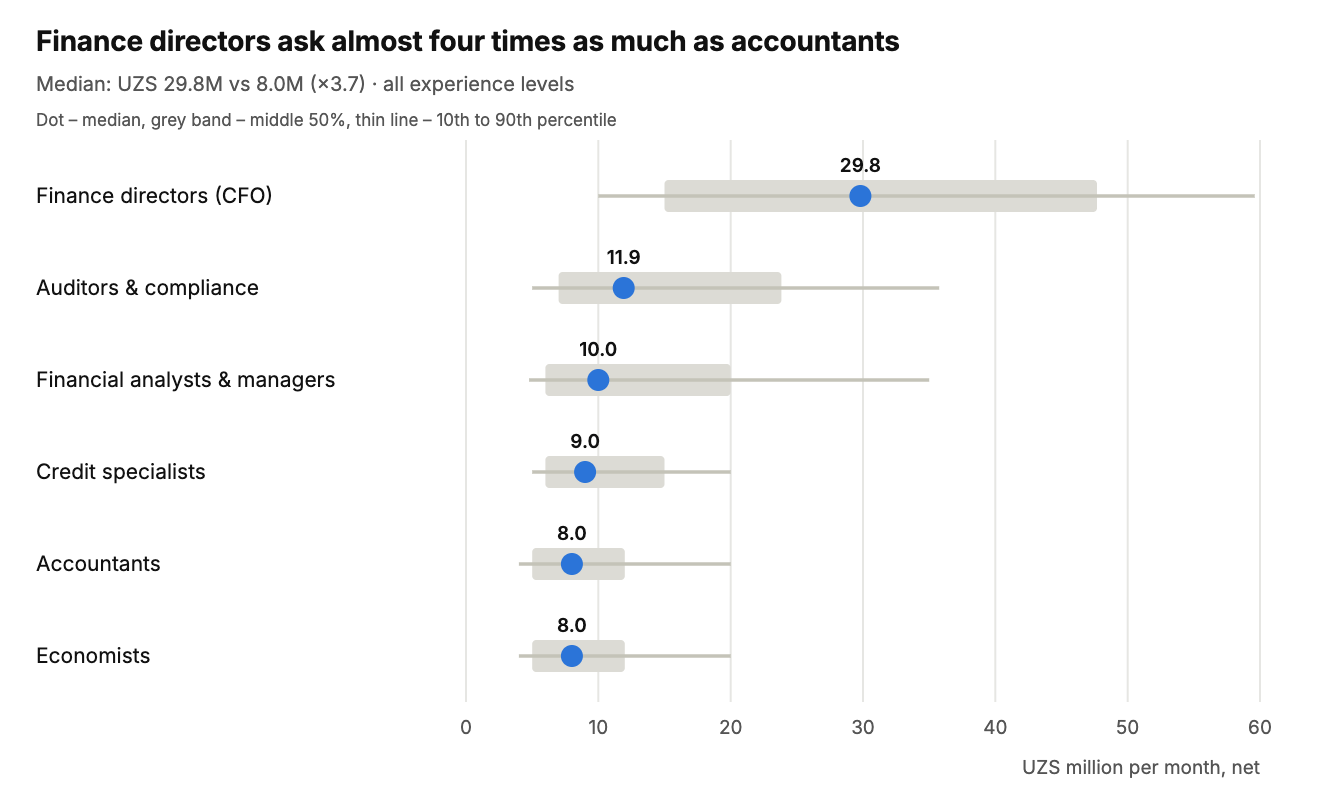 Finance directors ask almost four times as much as accountants
Median: UZS 29.8M vs 8.0M (×3.7) · all experience levels
Dot – median, grey band – middle 50%, thin line – 10th to 90th percentile
29.8
Finance directors (CFO)
11.9
Auditors & compliance
10.0
Financial analysts & managers
9.0
Credit specialists
8.0
Accountants
8.0
Economists
0 10 20 30 40 50 60
UZS million per month, net